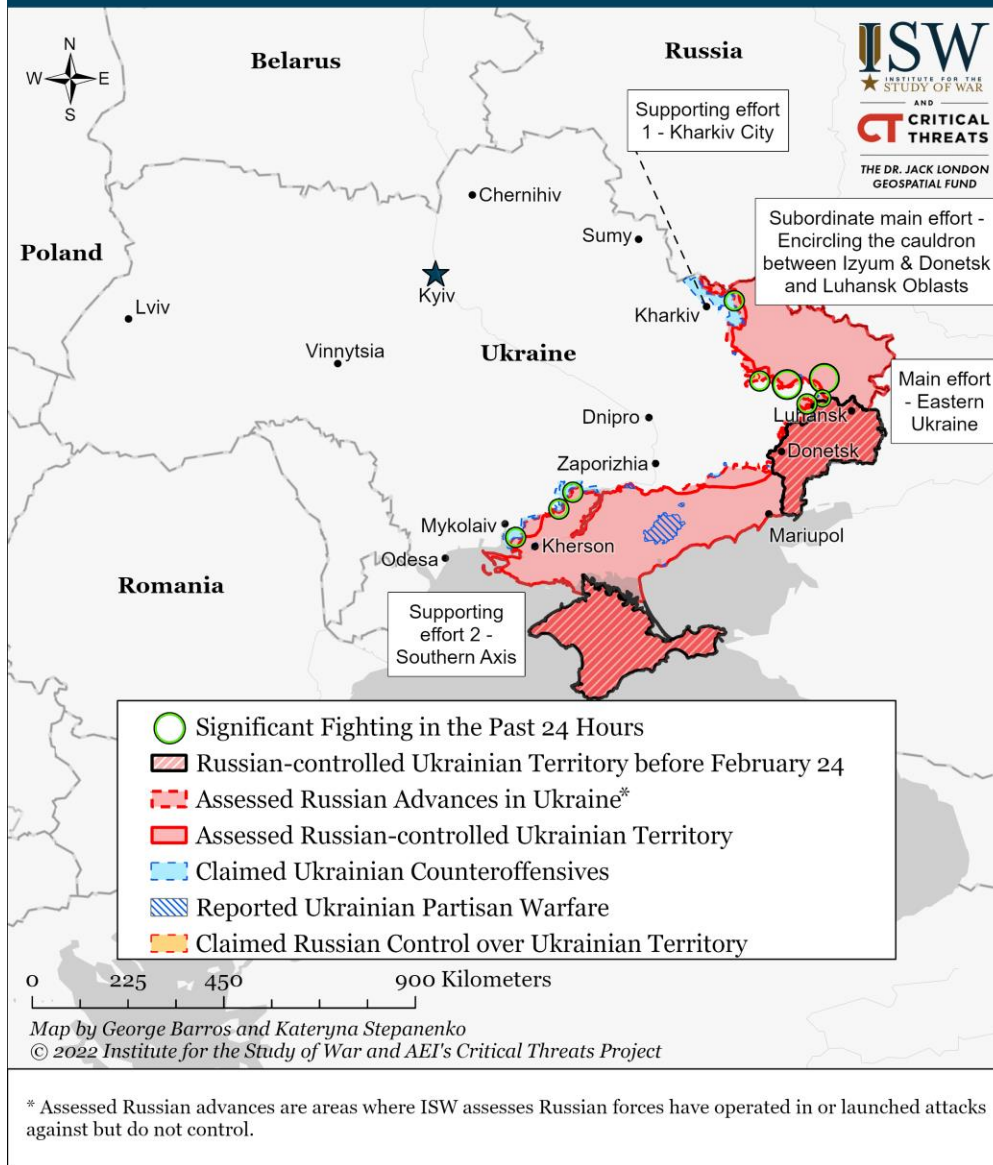 N
W E
S
Belarus
Russia
ISW
INSTITUTE FOR THE
STUDY OF WAR
AND
CT CRITICAL
THREATS
THE DR. JACK LONDON
GEOSPATIAL FUND
Supporting effort
1 - Kharkiv City
Chernihiv
Sumy
Subordinate main effort -
Encircling the cauldron
between Izyum & Donetsk
and Luhansk Oblasts
Poland
Kyiv
Lviv
Kharkiv
Vinnytsia
Ukraine
Main effort
- Eastern
Ukraine
Dnipro
Luhansk
Donetsk
Zaporizhia
Mykolaiv
Mariupol
Odesa
Kherson
Romania
Supporting
effort 2 -
Southern Axis
Significant Fighting in the Past 24 Hours
Russian-controlled Ukrainian Territory before February 24
Assessed Russian Advances in Ukraine*
Assessed Russian-controlled Ukrainian Territory
Claimed Ukrainian Counteroffensives
Reported Ukrainian Partisan Warfare
Claimed Russian Control over Ukrainian Territory
0 225 450 900 Kilometers
Map by George Barros and Kateryna Stepanenko
© 2022 Institute for the Study of War and AEI's Critical Threats Project
* Assessed Russian advances are areas where ISW assesses Russian forces have operated in or launched attacks
against but do not control.